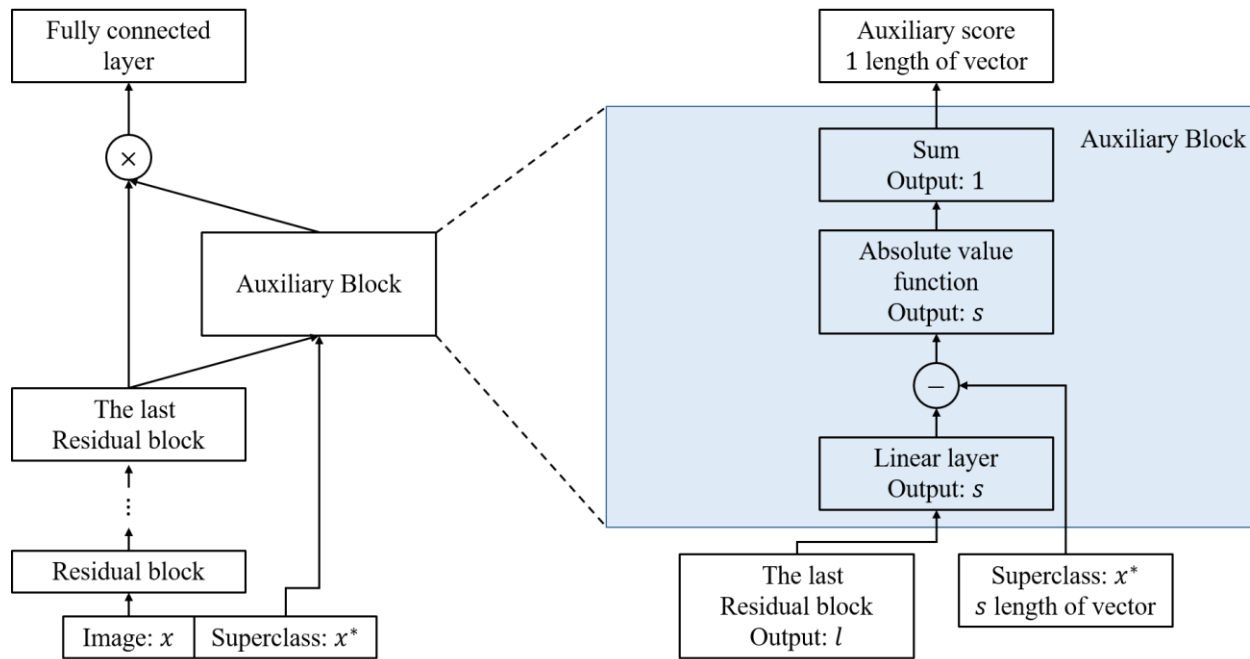 Fully connected
layer
×
Auxiliary Block
The last
Residual block
⋮
Residual block
Image: x
Superclass: x*
Auxiliary score
1 length of vector
Auxiliary Block
Sum
Output: 1
Absolute value
function
Output: s
−
Linear layer
Output: s
The last
Residual block
Output: l
Superclass: x*
s length of vector